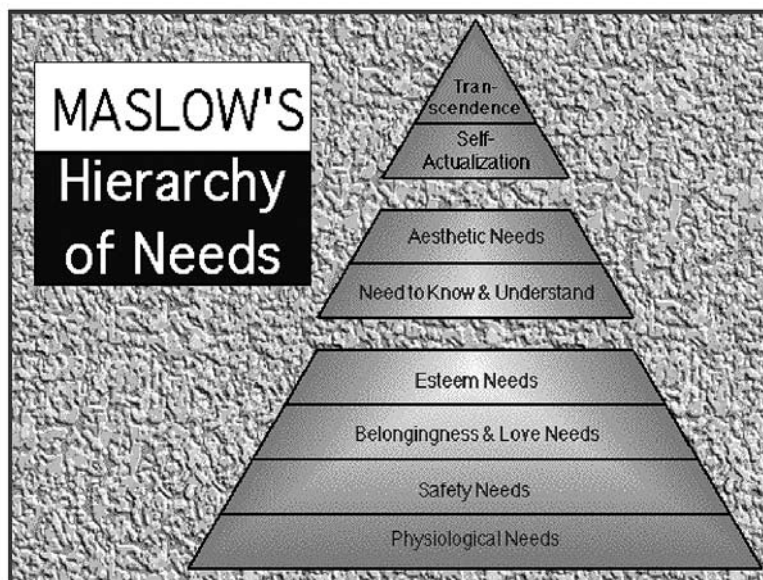 MASLOW'S
Hierarchy
of Needs
Tran-
scendence
Self-
Actualization
Aesthetic Needs
Need to Know & Understand
Esteem Needs
Belongingness & Love Needs
Safety Needs
Physiological Needs